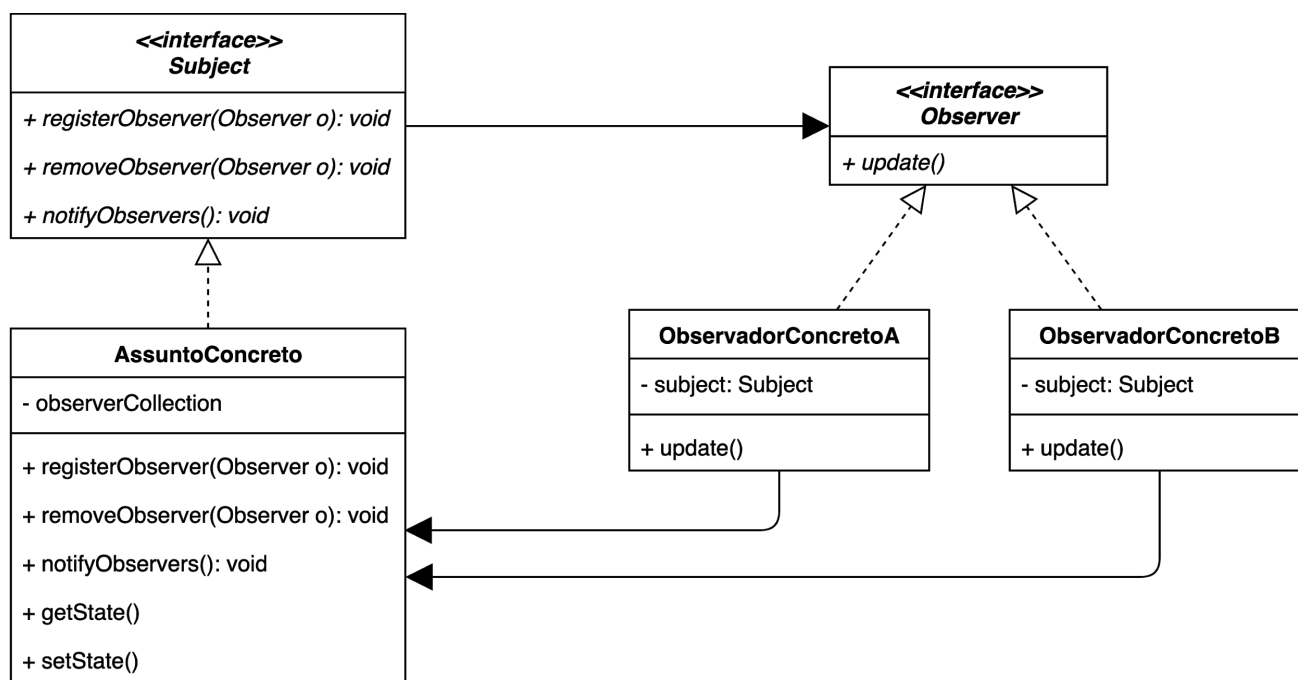 <<interface>>
Subject
+ registerObserver(Observer o): void
+ removeObserver(Observer o): void
+ notifyObservers(): void
<<interface>>
Observer
+ update()
AssuntoConcreto
- observerCollection
+ registerObserver(Observer o): void
+ removeObserver(Observer o): void
+ notifyObservers(): void
+ getState()
+ setState()
ObservadorConcretoA
- subject: Subject
+ update()
ObservadorConcretoB
- subject: Subject
+ update()